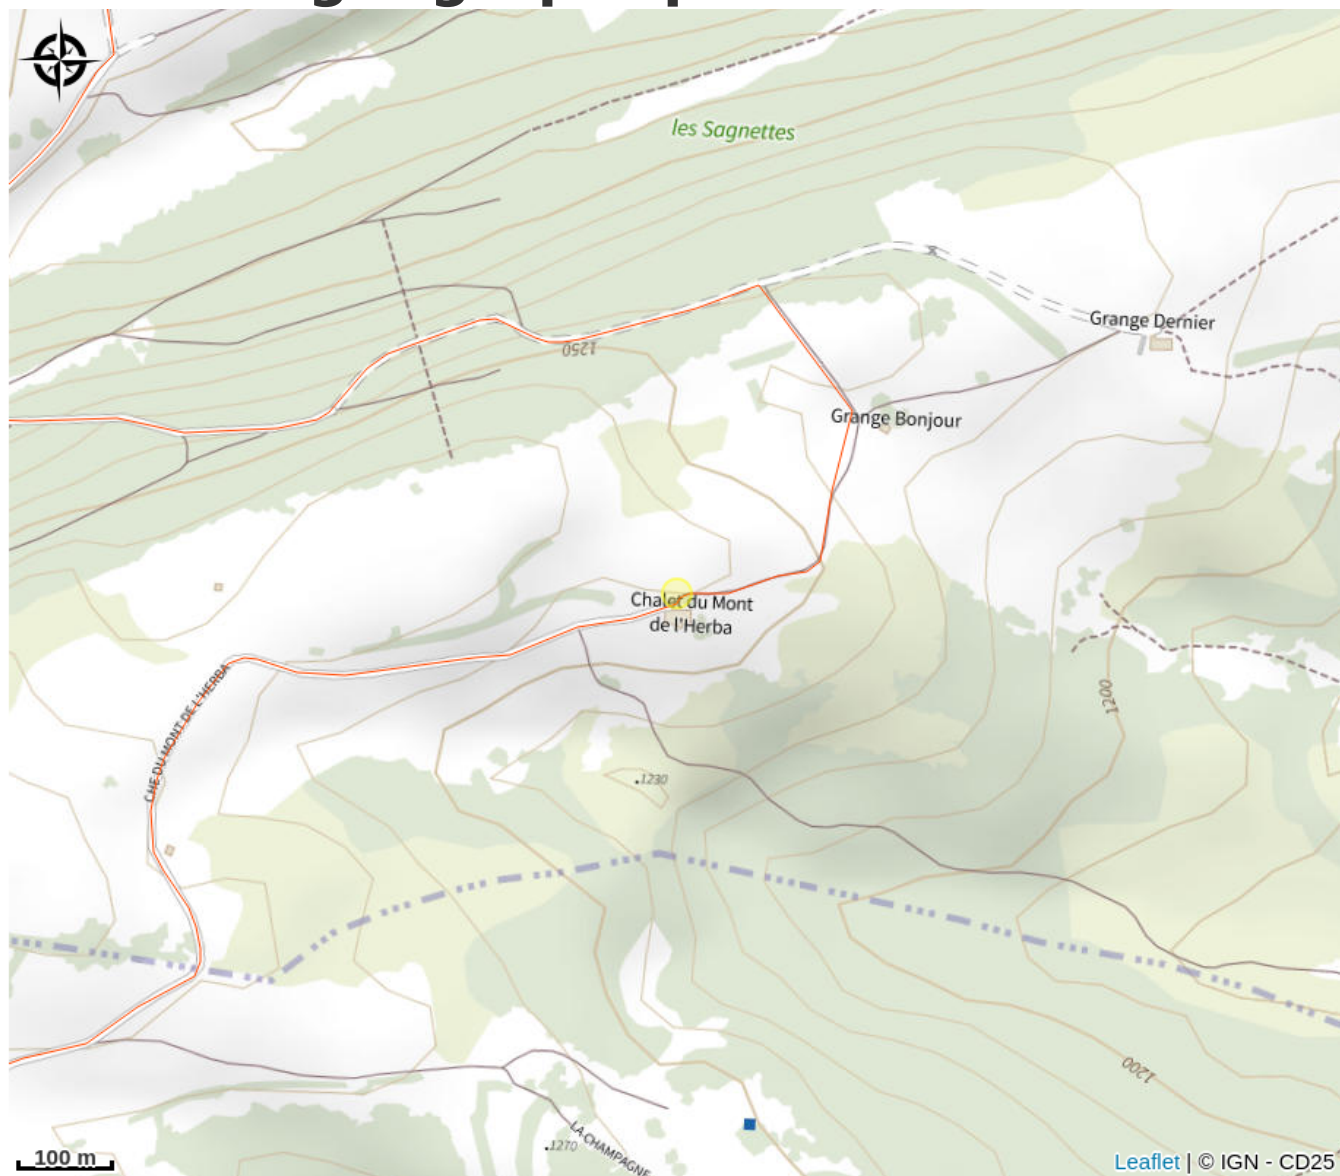 les Sagnettes
Grange Dernier
1250
Grange Bonjour
Chalet du Mont
de l'Herba
CHE DU MONT DE L'HERBA
1200
1230
1200
LA CHAMPAGNE
1270
100 m
Leaflet | © IGN - CD25